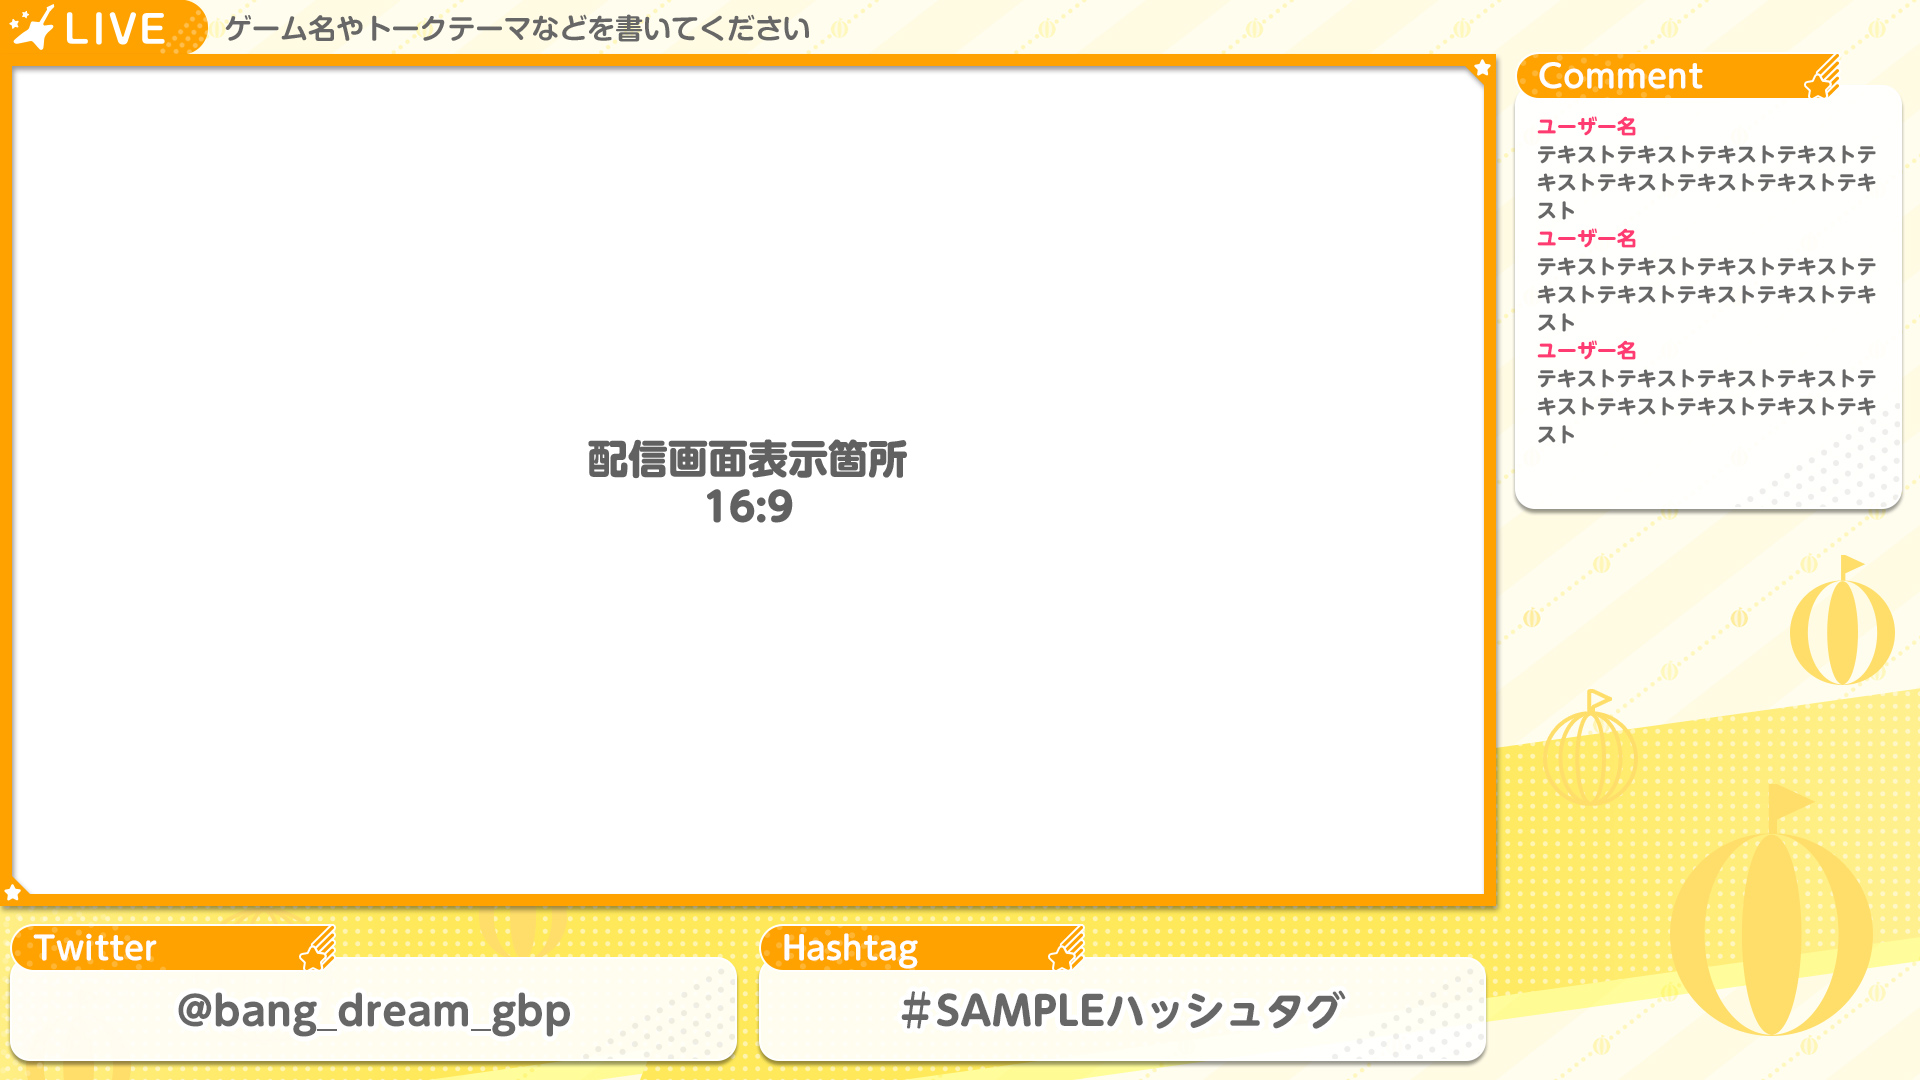 LIVE
ゲーム名やトークテーマなどを書いてください
配信画面表示箇所
16:9
Comment
ユーザー名
テキストテキストテキストテキストテ
キストテキストテキストテキストテキ
スト
ユーザー名
テキストテキストテキストテキストテ
キストテキストテキストテキストテキ
スト
ユーザー名
テキストテキストテキストテキストテ
キストテキストテキストテキストテキ
スト
Twitter
@bang_dream_gbp
Hashtag
#SAMPLEハッシュタグ